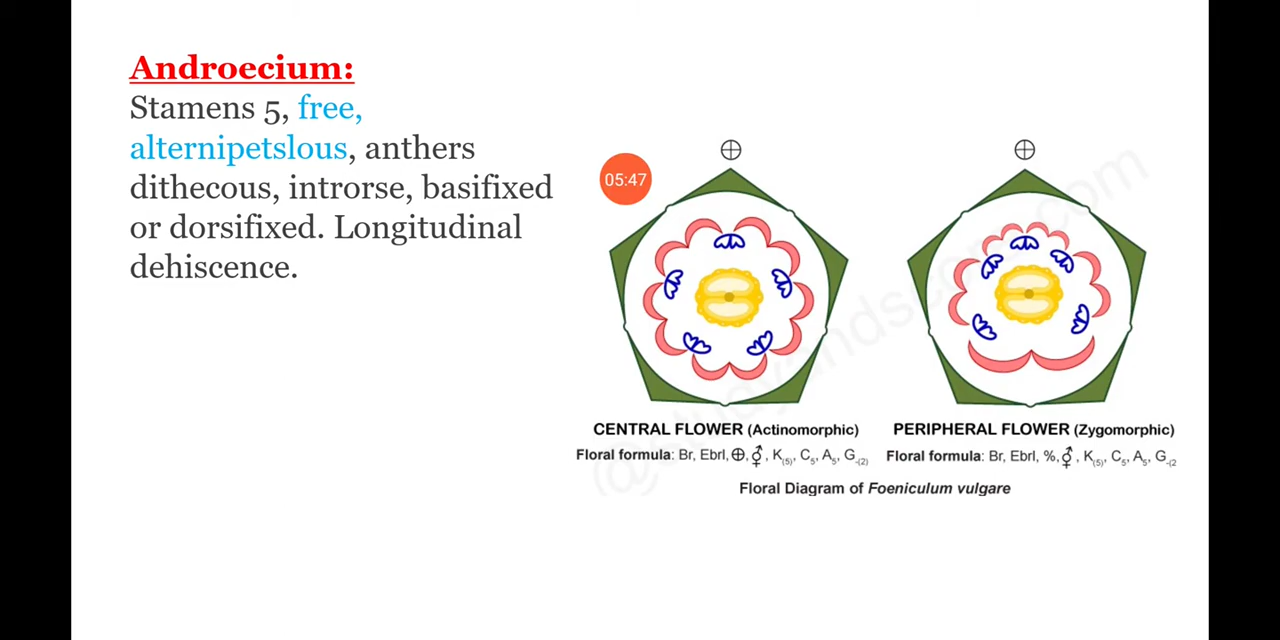 Androecium:
Stamens 5, free,
alternipetslous, anthers
dithecous, introrse, basifixed
or dorsifixed. Longitudinal
dehiscence.
05:47
CENTRAL FLOWER (Actinomorphic)
Floral formula: Br, Ebrl, ⊕, ⚥, K(5), C5, A5, G-(2)
PERIPHERAL FLOWER (Zygomorphic)
Floral formula: Br, Ebrl, %, ⚥, K(5), C5, A5, G-(2
Floral Diagram of Foeniculum vulgare